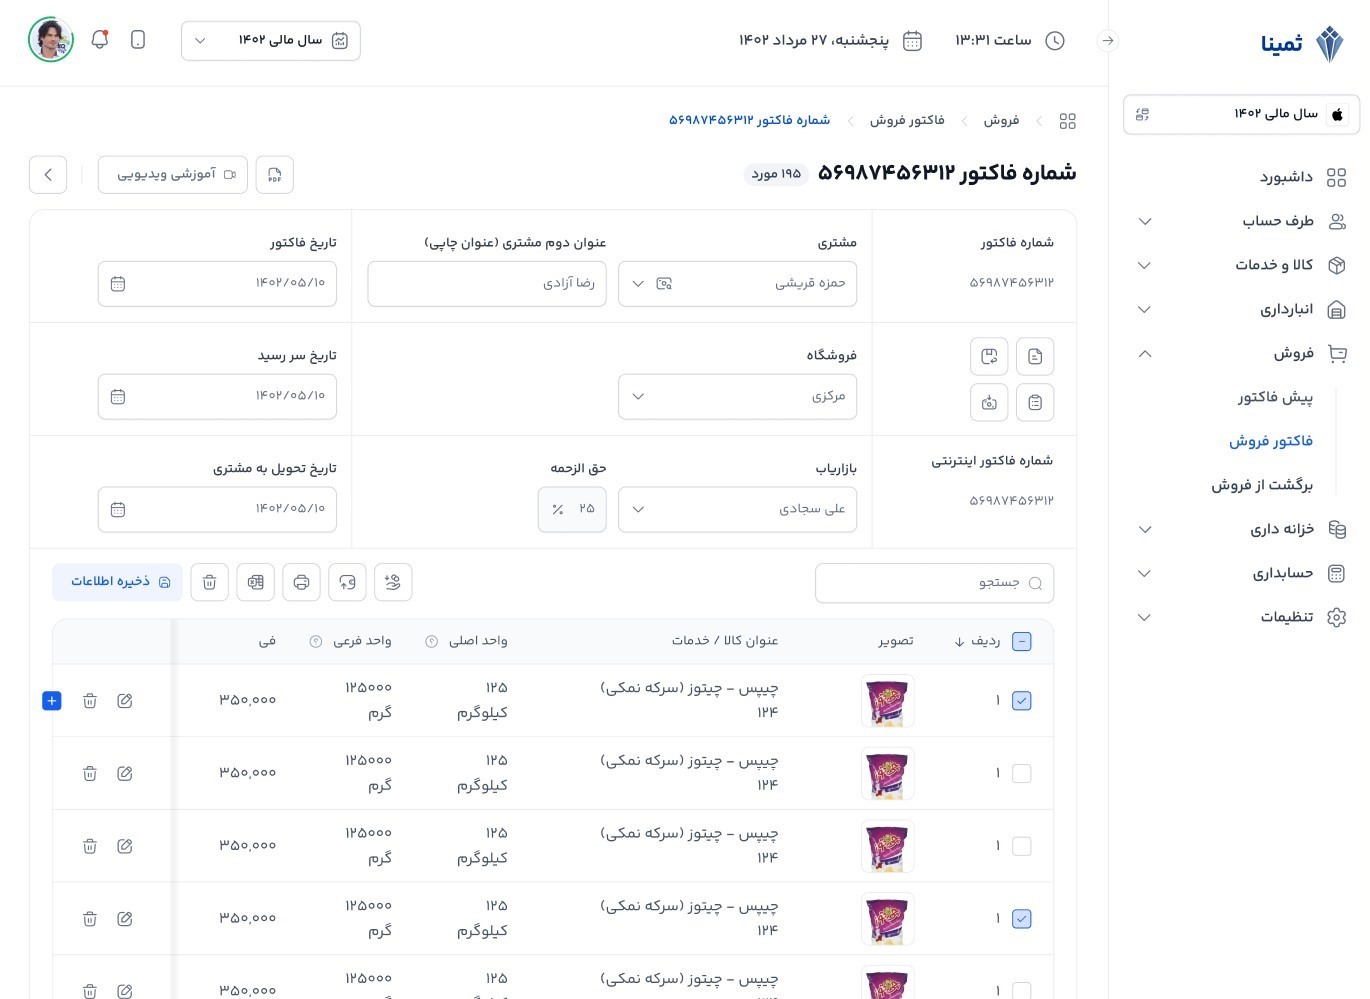 ثمینا
سال مالی ۱۴۰۲
داشبورد
طرف حساب
کالا و خدمات
انبارداری
فروش
پیش فاکتور
فاکتور فروش
برگشت از فروش
خزانه داری
حسابداری
تنظیمات
ساعت ۱۳:۳۱
پنجشنبه، ۲۷ مرداد ۱۴۰۲
سال مالی ۱۴۰۲
فروش
فاکتور فروش
شماره فاکتور ۵۶۹۸۷۴۵۶۳۱۲
شماره فاکتور ۵۶۹۸۷۴۵۶۳۱۲
۱۹۵ مورد
PDF
آموزشی ویدیویی
شماره فاکتور
۵۶۹۸۷۴۵۶۳۱۲
مشتری
حمزه قریشی
عنوان دوم مشتری (عنوان چاپی)
رضا آزادی
تاریخ فاکتور
۱۴۰۲/۰۵/۱۰
فروشگاه
مرکزی
تاریخ سر رسید
۱۴۰۲/۰۵/۱۰
شماره فاکتور اینترنتی
۵۶۹۸۷۴۵۶۳۱۲
بازاریاب
علی سجادی
حق الزحمه
۲۵ %
تاریخ تحویل به مشتری
۱۴۰۲/۰۵/۱۰
جستجو
ذخیره اطلاعات
ردیف تصویر عنوان کالا / خدمات واحد اصلی واحد فرعی فی
۱ چیپس - چیتوز (سرکه نمکی) ۱۲۵ ۱۲۵۰۰۰ ۳۵۰,۰۰۰
۱۲۴ کیلوگرم گرم
۱ چیپس - چیتوز (سرکه نمکی) ۱۲۵ ۱۲۵۰۰۰ ۳۵۰,۰۰۰
۱۲۴ کیلوگرم گرم
۱ چیپس - چیتوز (سرکه نمکی) ۱۲۵ ۱۲۵۰۰۰ ۳۵۰,۰۰۰
۱۲۴ کیلوگرم گرم
۱ چیپس - چیتوز (سرکه نمکی) ۱۲۵ ۱۲۵۰۰۰ ۳۵۰,۰۰۰
۱۲۴ کیلوگرم گرم
۱ چیپس - چیتوز (سرکه نمکی) ۱۲۵ ۱۲۵۰۰۰ ۳۵۰,۰۰۰